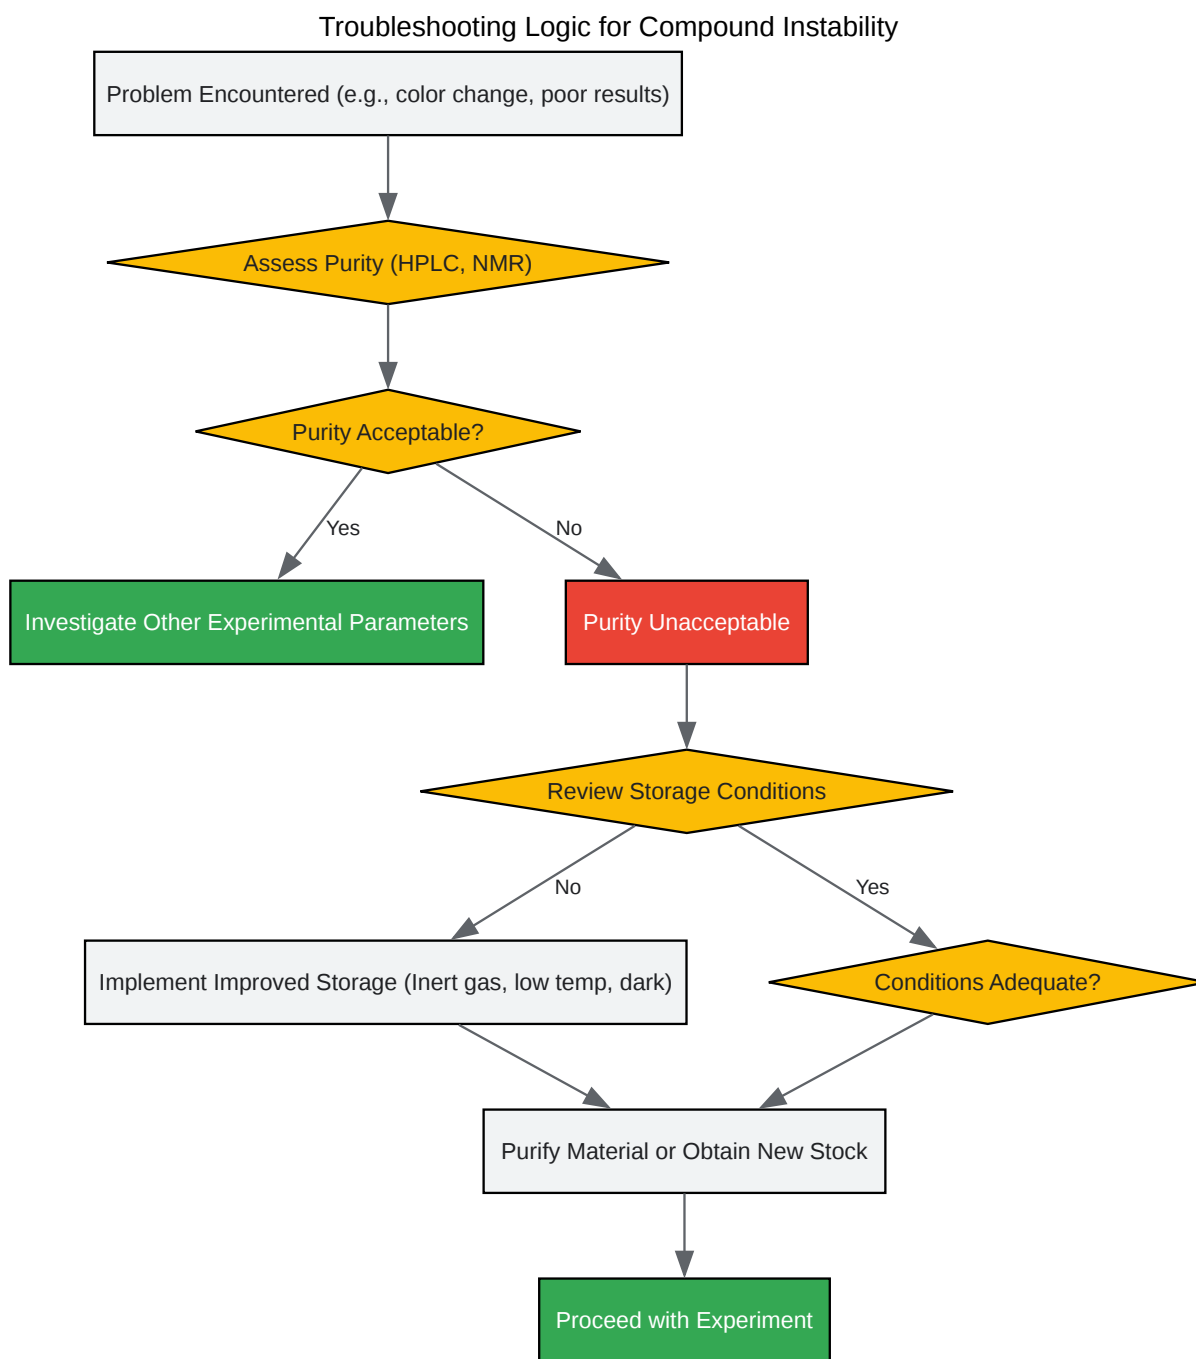 Troubleshooting Logic for Compound Instability
Problem Encountered (e.g., color change, poor results)
Assess Purity (HPLC, NMR)
Purity Acceptable?
Yes
No
Investigate Other Experimental Parameters
Purity Unacceptable
Review Storage Conditions
No
Yes
Implement Improved Storage (Inert gas, low temp, dark)
Conditions Adequate?
Purify Material or Obtain New Stock
Proceed with Experiment